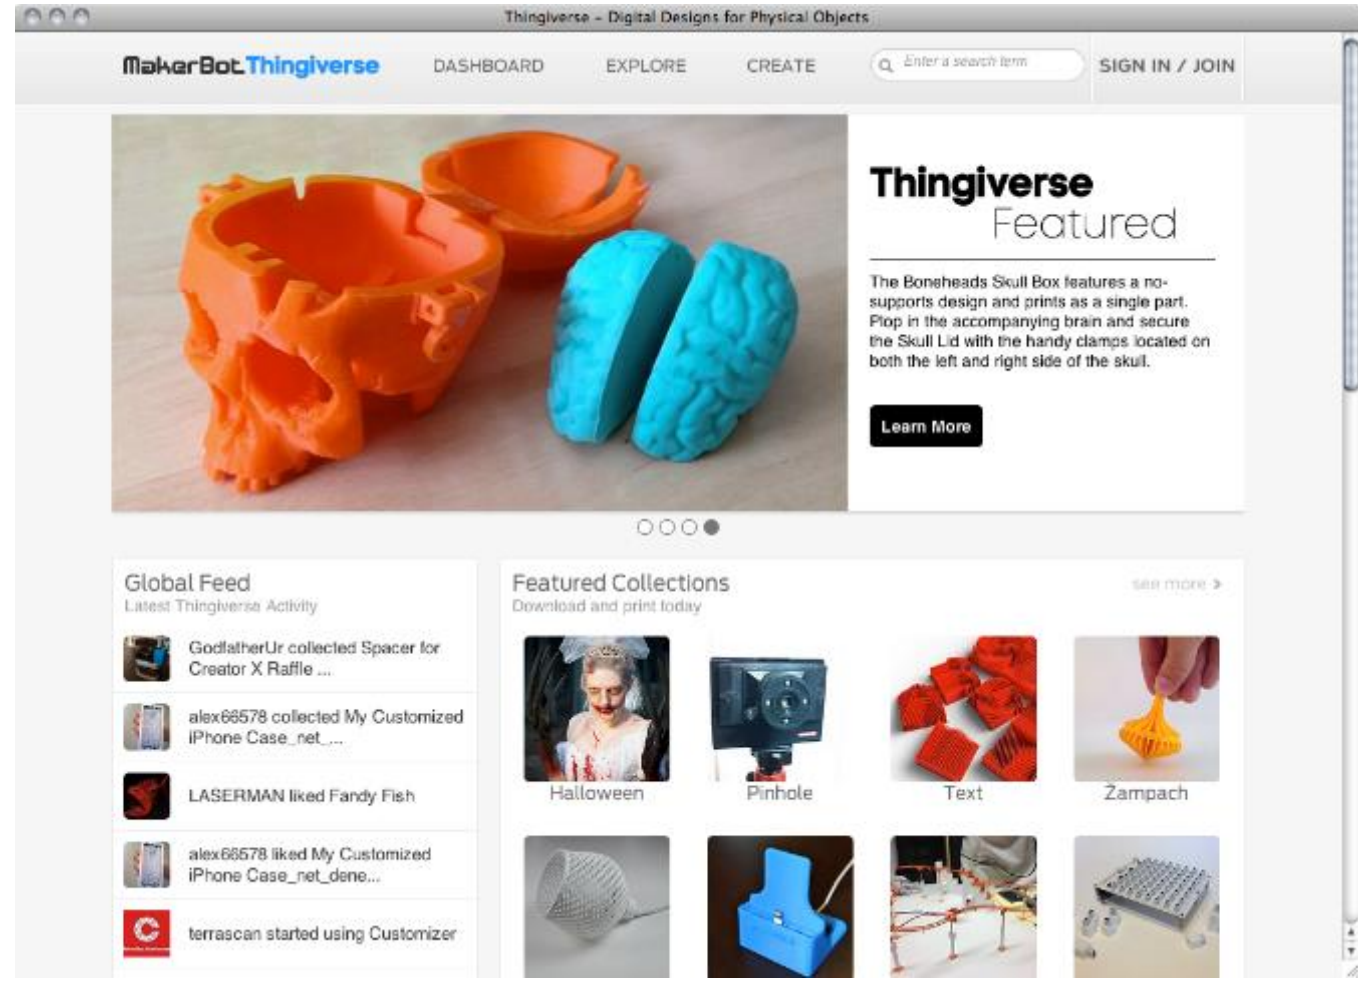 Thingiverse – Digital Designs for Physical Objects
MakerBot Thingiverse
DASHBOARD
EXPLORE
CREATE
Enter a search term
SIGN IN / JOIN
Thingiverse
Featured
The Boneheads Skull Box features a no-
supports design and prints as a single part.
Plop in the accompanying brain and secure
the Skull Lid with the handy clamps located on
both the left and right side of the skull.
Learn More
Global Feed
Latest Thingiverse Activity
GodfatherUr collected Spacer for
Creator X Raffle ...
alex66578 collected My Customized
iPhone Case_net_...
LASERMAN liked Fandy Fish
alex66578 liked My Customized
iPhone Case_net_dene...
terrascan started using Customizer
Featured Collections
Download and print today
see more >
Halloween
Pinhole
Text
Žampach